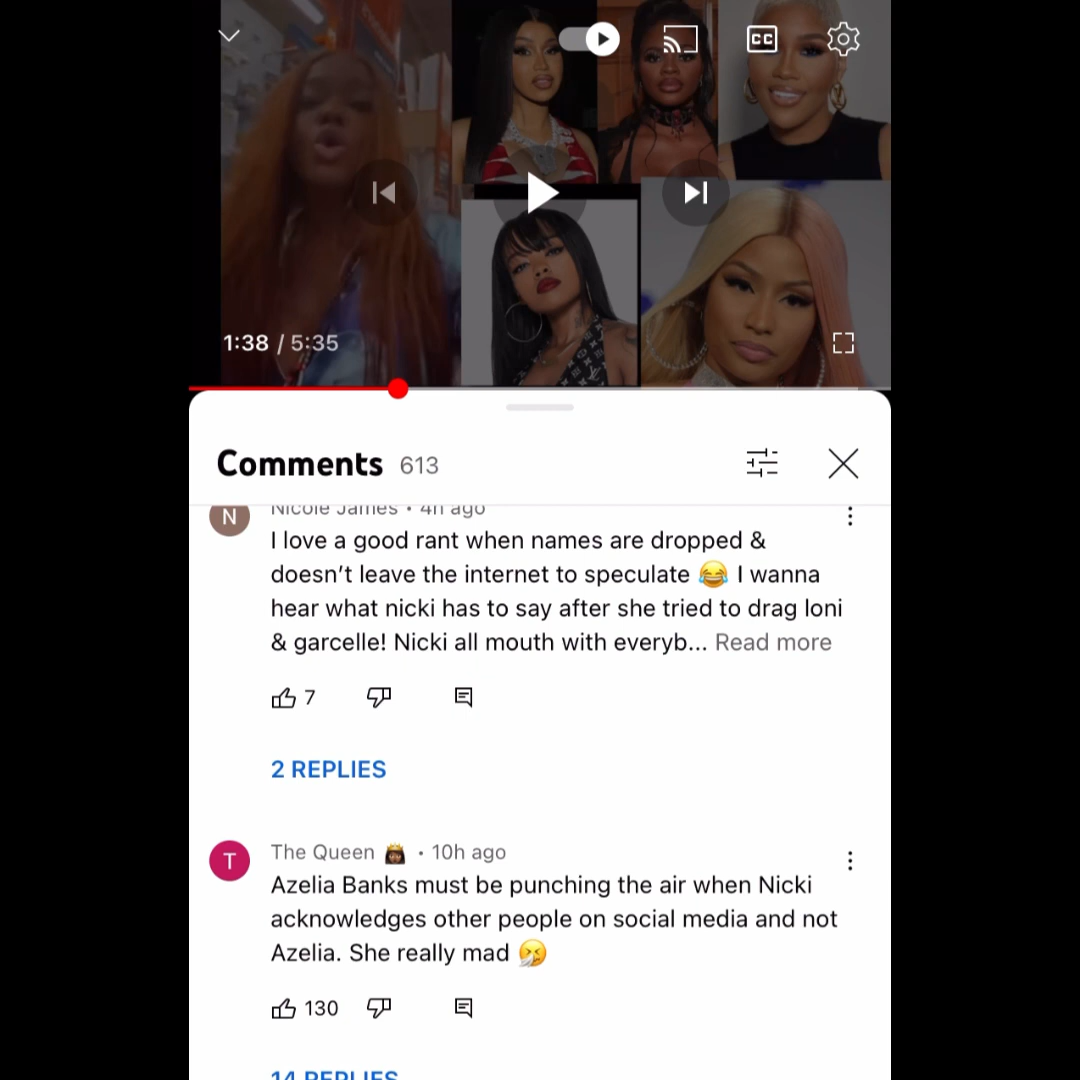 CC
1:38 / 5:35
Comments 613
N
Nicole James • 4h ago
I love a good rant when names are dropped &
doesn't leave the internet to speculate 😂 I wanna
hear what nicki has to say after she tried to drag loni
& garcelle! Nicki all mouth with everyb... Read more
7
2 REPLIES
T
The Queen 👸🏾 • 10h ago
Azelia Banks must be punching the air when Nicki
acknowledges other people on social media and not
Azelia. She really mad 🤧
130
14 REPLIES